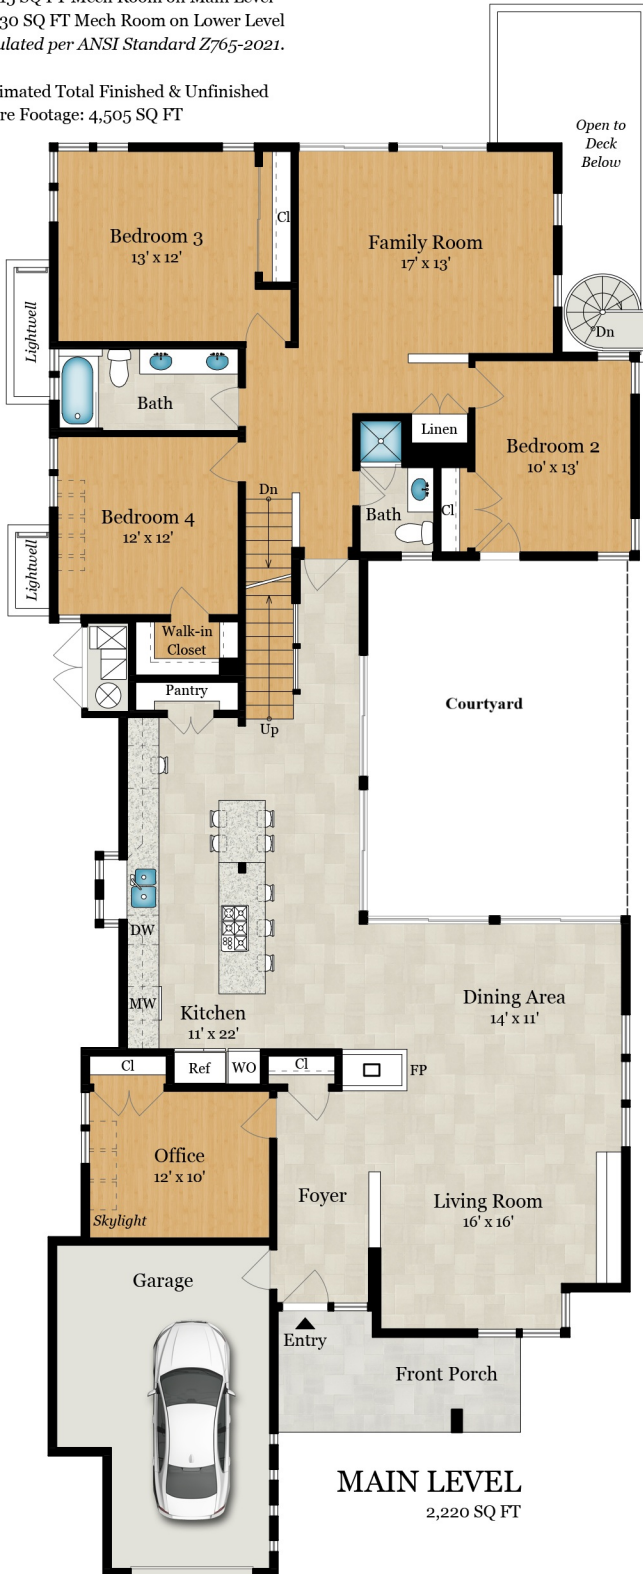 30 SQ FT Mech Room on Lower Level
ulated per ANSI Standard Z765-2021.
imated Total Finished & Unfinished
re Footage: 4,505 SQ FT
Open to
Deck
Below
Bedroom 3
13' x 12'
Cl
Family Room
17' x 13'
Lightwell
Dn
Bath
Linen
Bedroom 2
10' x 13'
Bedroom 4
12' x 12'
Dn
Bath
Cl
Lightwell
Walk-in
Closet
Pantry
Up
Courtyard
DW
MW
Kitchen
11' x 22'
Dining Area
14' x 11'
Cl
Ref
WO
Cl
FP
Office
12' x 10'
Skylight
Foyer
Living Room
16' x 16'
Garage
Entry
Front Porch
MAIN LEVEL
2,220 SQ FT